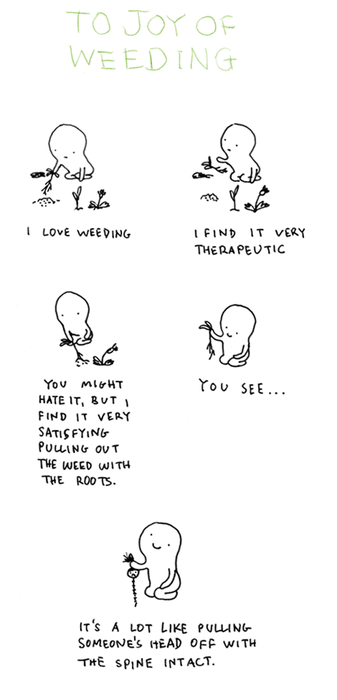 TO JOY OF
WEEDING
I LOVE WEEDING
I FIND IT VERY
THERAPEUTIC
YOU MIGHT
HATE IT, BUT I
FIND IT VERY
SATISFYING
PULLING OUT
THE WEED WITH
THE ROOTS.
YOU SEE...
IT'S A LOT LIKE PULLING
SOMEONE'S HEAD OFF WITH
THE SPINE INTACT.